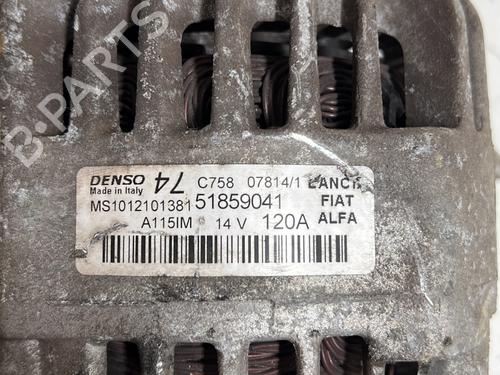 B-PARTS
DENSO 74 C758 07814/1 LANCIA
Made in Italy
MS1012101381 51859041 FIAT
A115IM 14 V 120A ALFA